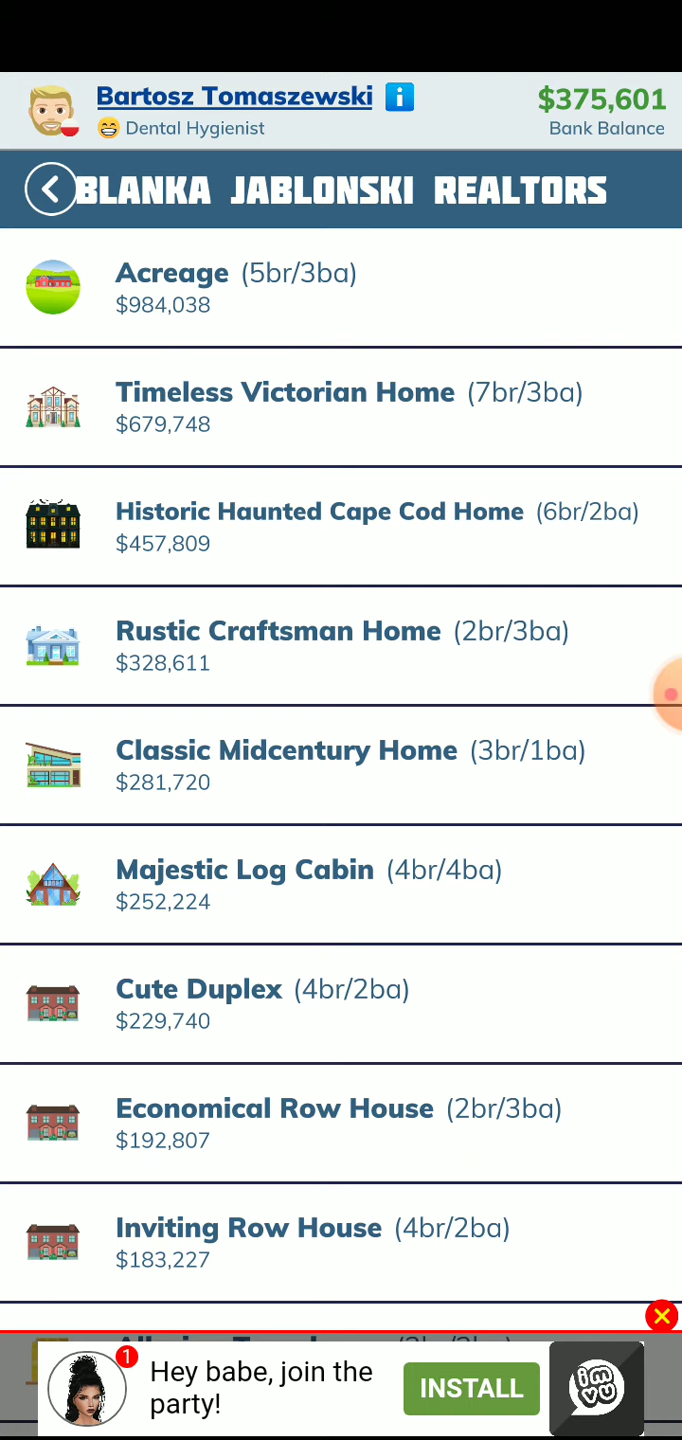 Bartosz Tomaszewski
$375,601
Dental Hygienist
Bank Balance
BLANKA JABLONSKI REALTORS
Acreage (5br/3ba)
$984,038
Timeless Victorian Home (7br/3ba)
$679,748
Historic Haunted Cape Cod Home (6br/2ba)
$457,809
Rustic Craftsman Home (2br/3ba)
$328,611
Classic Midcentury Home (3br/1ba)
$281,720
Majestic Log Cabin (4br/4ba)
$252,224
Cute Duplex (4br/2ba)
$229,740
Economical Row House (2br/3ba)
$192,807
Inviting Row House (4br/2ba)
$183,227
1
Hey babe, join the
party!
INSTALL
imvu